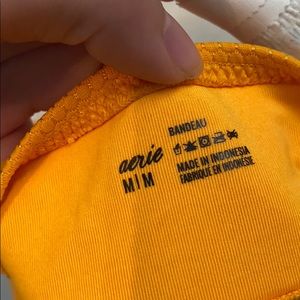 aerie
M|M
BANDEAU
MADE IN INDONESIA
FABRIQUÉ EN INDONÉSIE